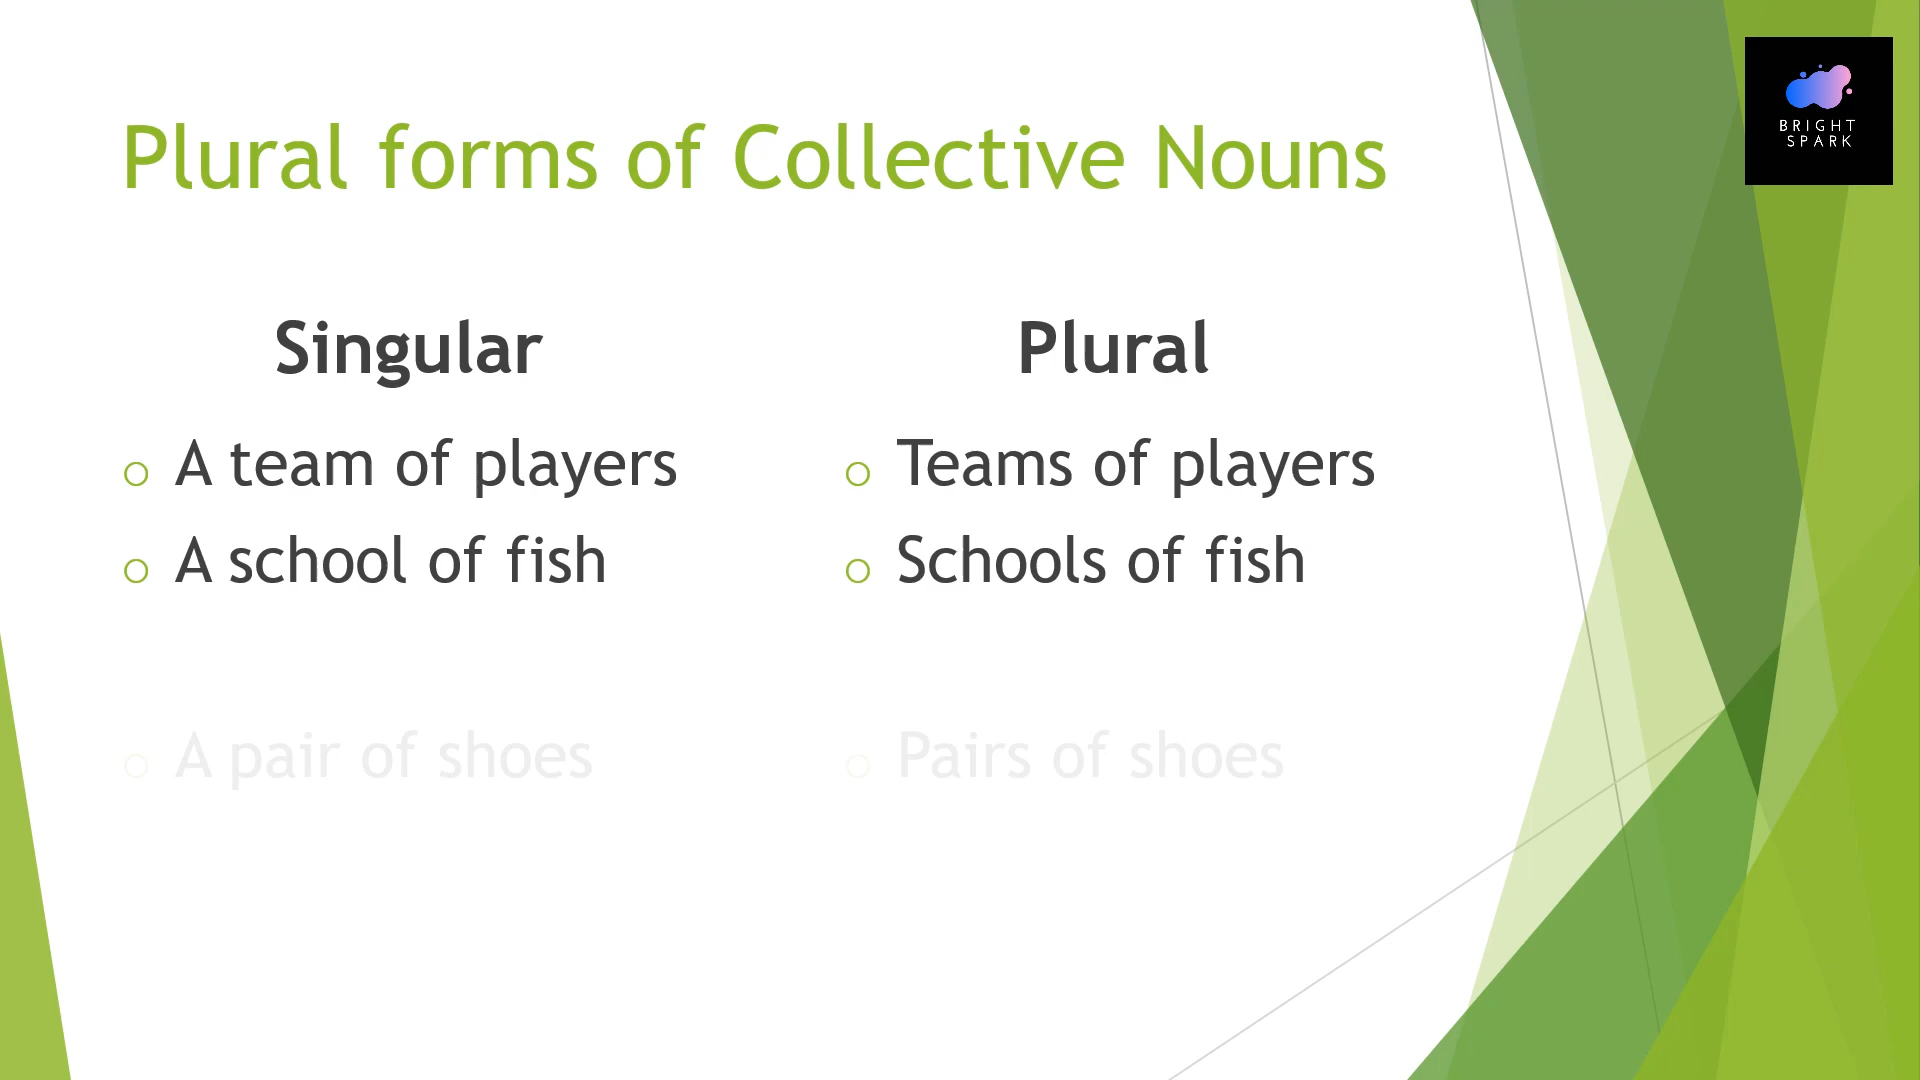 Plural forms of Collective Nouns
BRIGHT
SPARK
Singular
Plural
o A team of players
o Teams of players
o A school of fish
o Schools of fish
o A pair of shoes
o Pairs of shoes